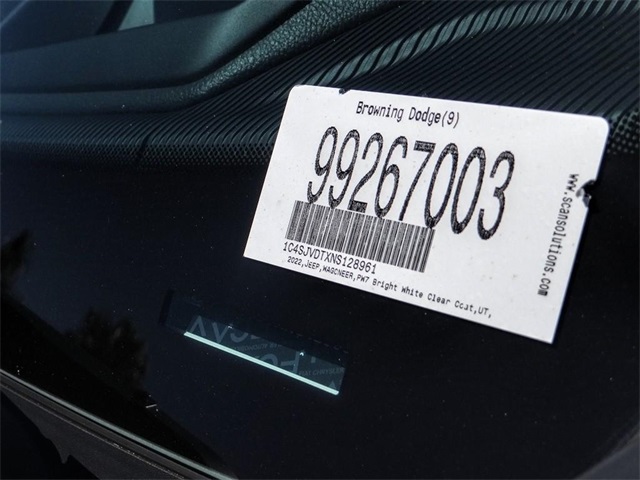 Browning Dodge(9)
99267003
1C4SJVDTXNS128961
2022,JEEP,WAGONEER,PW7 Bright White Clear Coat,UT,
www.scansolutions.com